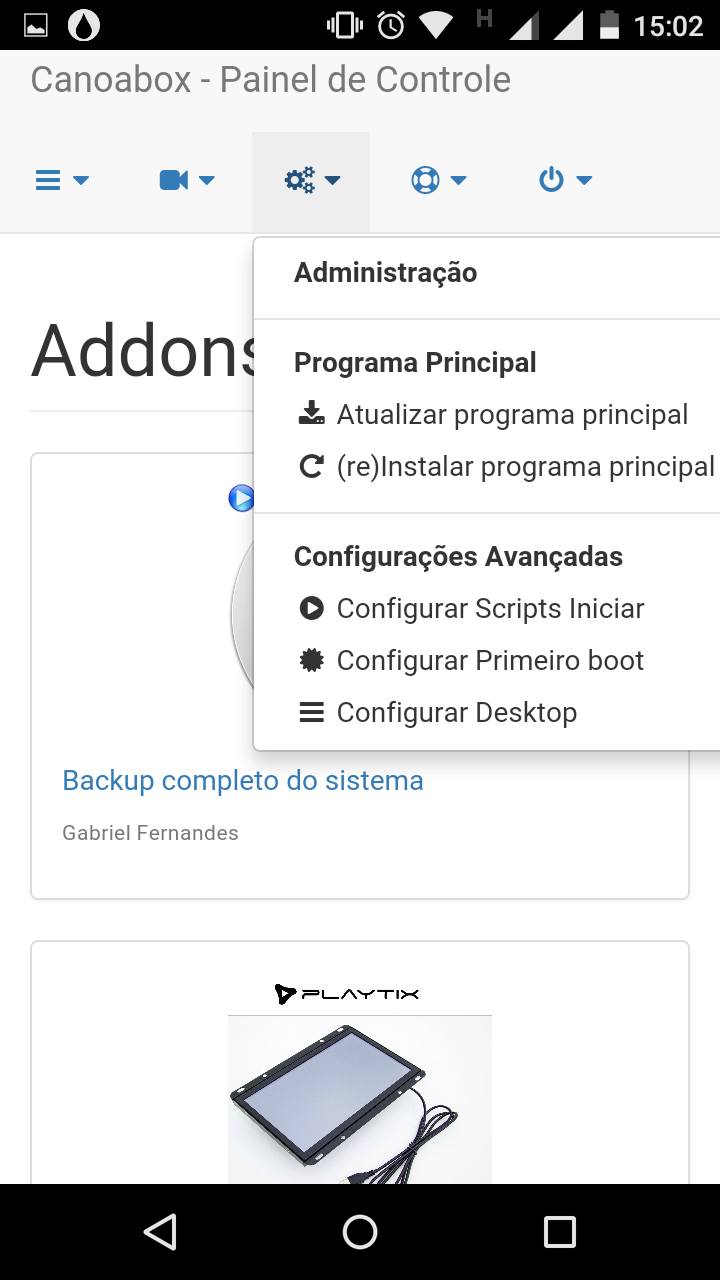 H
15:02
Canoabox - Painel de Controle
Administração
Addons
Programa Principal
Atualizar programa principal
(re)Instalar programa principal
Configurações Avançadas
Configurar Scripts Iniciar
Configurar Primeiro boot
Configurar Desktop
Backup completo do sistema
Gabriel Fernandes
PLAYTIX